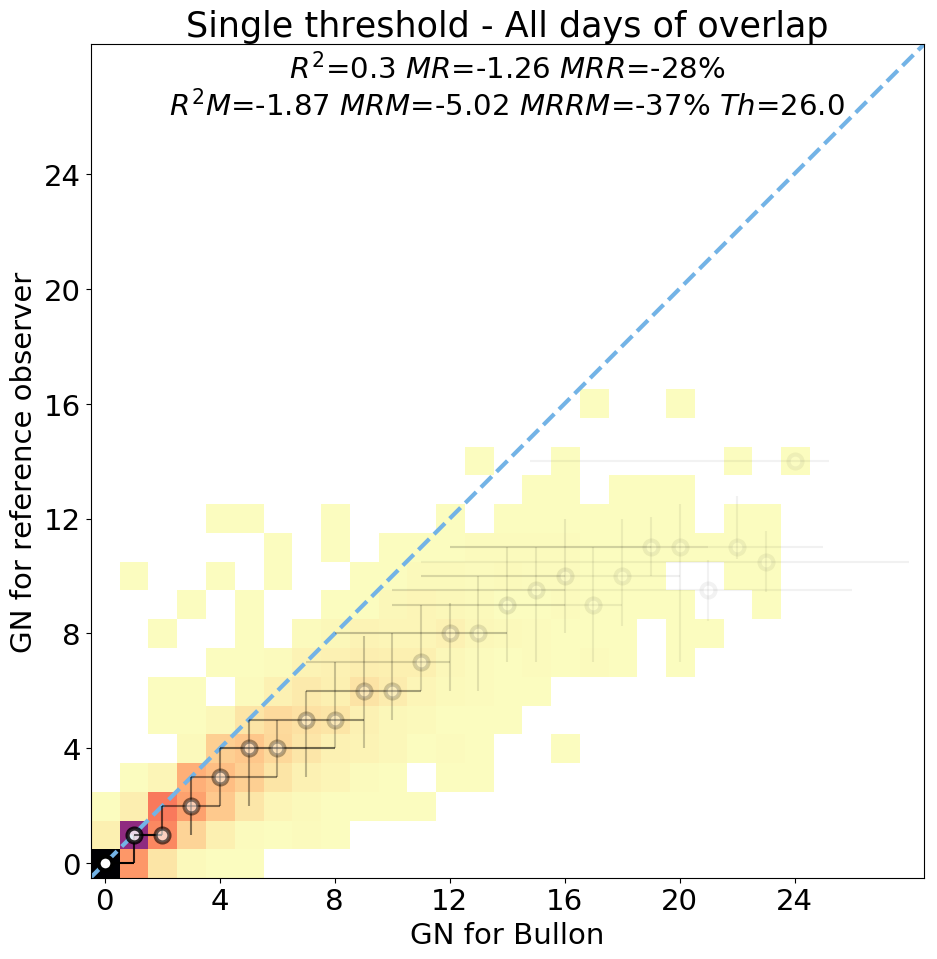 Single threshold - All days of overlap
R²=0.3 MR=-1.26 MRR=-28%
R²M=-1.87 MRM=-5.02 MRRM=-37% Th=26.0
24
20
16
12
8
4
0
GN for reference observer
0 4 8 12 16 20 24
GN for Bullon